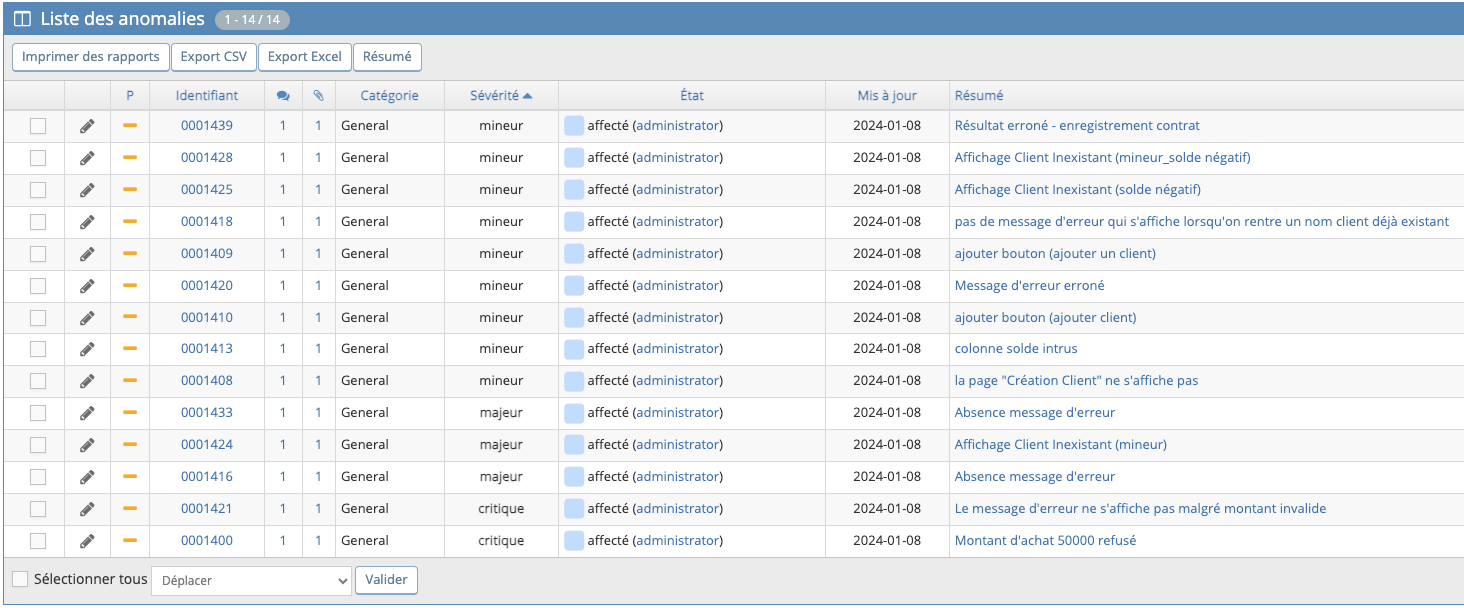 Liste des anomalies 1 - 14 / 14
Imprimer des rapports Export CSV Export Excel Résumé
P Identifiant Catégorie Sévérité État Mis à jour Résumé
0001439 1 1 General mineur affecté (administrator) 2024-01-08 Résultat erroné - enregistrement contrat
0001428 1 1 General mineur affecté (administrator) 2024-01-08 Affichage Client Inexistant (mineur_solde négatif)
0001425 1 1 General mineur affecté (administrator) 2024-01-08 Affichage Client Inexistant (solde négatif)
0001418 1 1 General mineur affecté (administrator) 2024-01-08 pas de message d'erreur qui s'affiche lorsqu'on rentre un nom client déjà existant
0001409 1 1 General mineur affecté (administrator) 2024-01-08 ajouter bouton (ajouter un client)
0001420 1 1 General mineur affecté (administrator) 2024-01-08 Message d'erreur erroné
0001410 1 1 General mineur affecté (administrator) 2024-01-08 ajouter bouton (ajouter client)
0001413 1 1 General mineur affecté (administrator) 2024-01-08 colonne solde intrus
0001408 1 1 General mineur affecté (administrator) 2024-01-08 la page "Création Client" ne s'affiche pas
0001433 1 1 General majeur affecté (administrator) 2024-01-08 Absence message d'erreur
0001424 1 1 General majeur affecté (administrator) 2024-01-08 Affichage Client Inexistant (mineur)
0001416 1 1 General majeur affecté (administrator) 2024-01-08 Absence message d'erreur
0001421 1 1 General critique affecté (administrator) 2024-01-08 Le message d'erreur ne s'affiche pas malgré montant invalide
0001400 1 1 General critique affecté (administrator) 2024-01-08 Montant d'achat 50000 refusé
Sélectionner tous Déplacer Valider